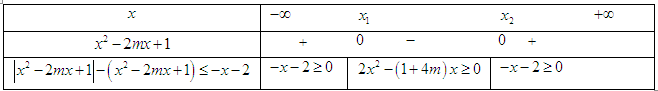 x −∞ x₁ x₂ +∞
x² − 2mx + 1 + 0 − 0 +
|x² − 2mx + 1| − (x² − 2mx + 1) ≤ −x − 2 −x − 2 ≥ 0 2x² − (1 + 4m)x ≥ 0 −x − 2 ≥ 0